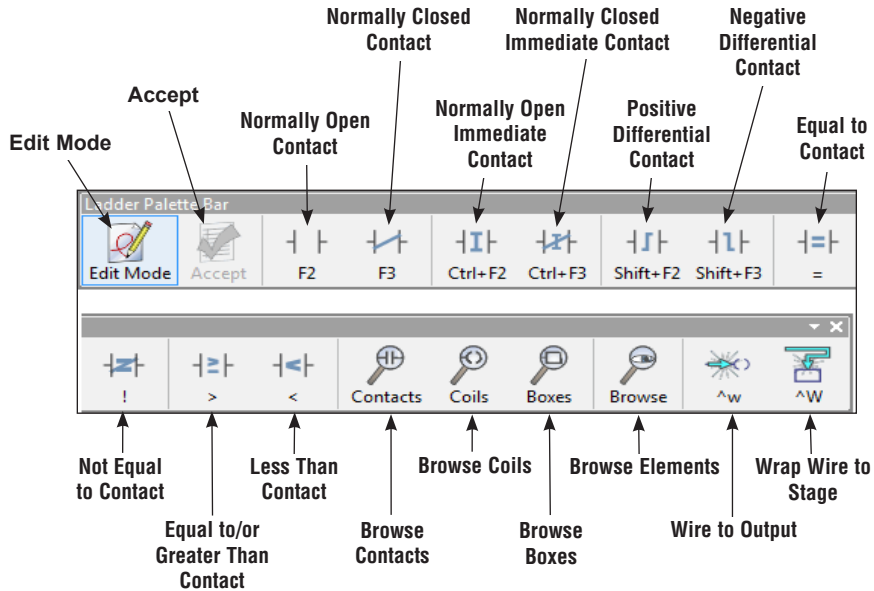 Normally Closed
Contact
Normally Closed
Immediate Contact
Negative
Differential
Contact
Accept
Edit Mode
Normally Open
Contact
Normally Open
Immediate
Contact
Positive
Differential
Contact
Equal to
Contact
Ladder Palette Bar
Edit Mode
Accept
F2
F3
Ctrl+F2
Ctrl+F3
Shift+F2
Shift+F3
=
!
>
<
Contacts
Coils
Boxes
Browse
^w
^W
Not Equal
to Contact
Less Than
Contact
Browse Coils
Browse Elements
Wrap Wire to
Stage
Equal to/or
Greater Than
Contact
Browse
Contacts
Browse
Boxes
Wire to Output